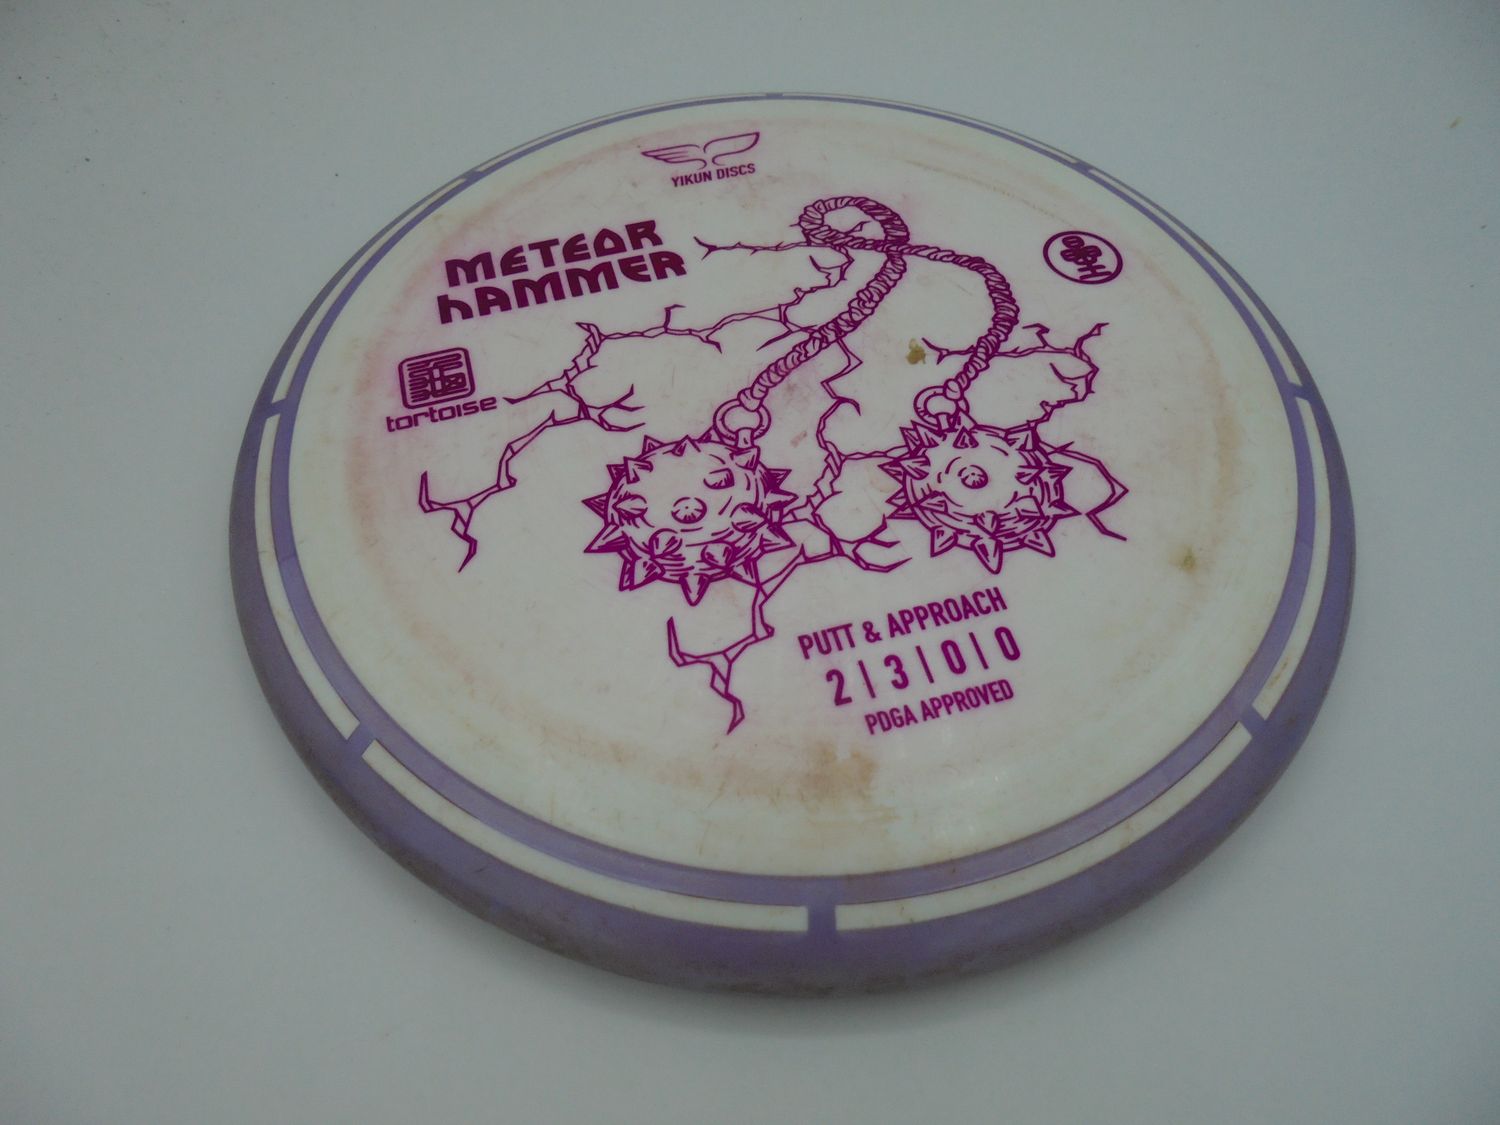 YIKUN DISCS
METEOR
hAMMER
tortoise
PUTT & APPROACH
2 | 3 | 0 | 0
PDGA APPROVED